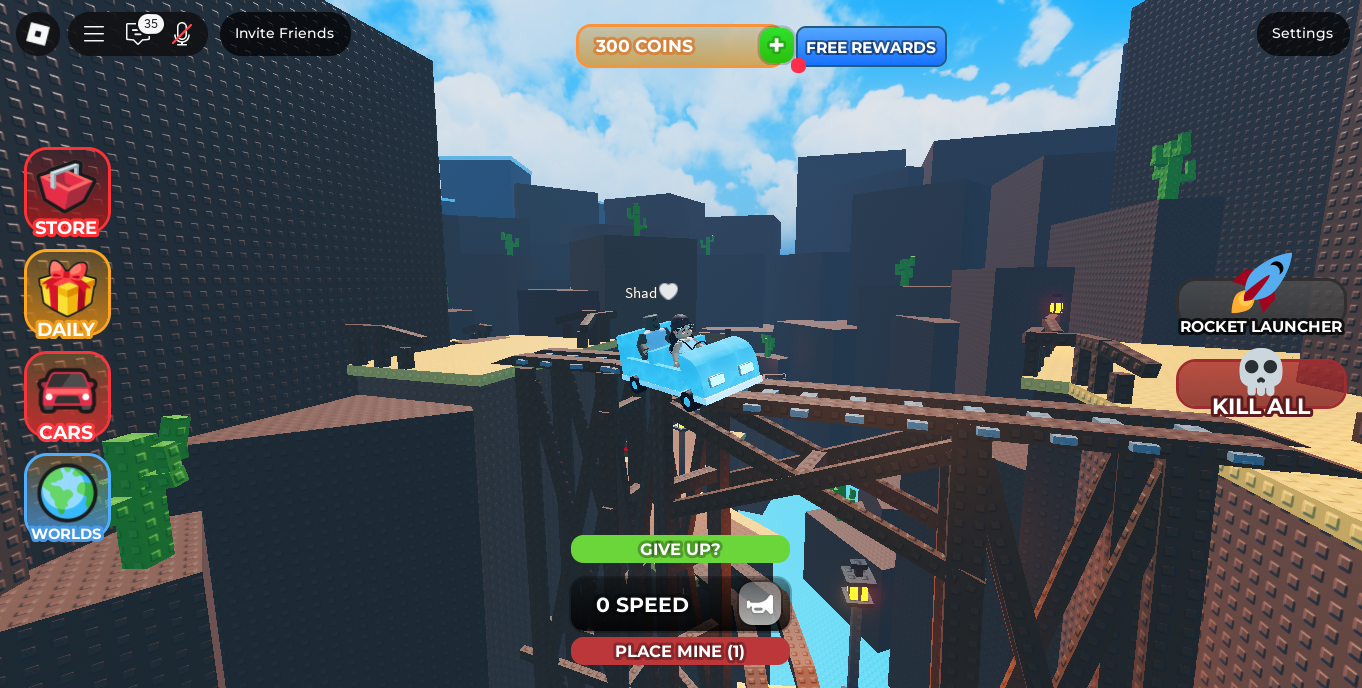 35
Invite Friends
300 COINS
+
FREE REWARDS
Settings
STORE
DAILY
CARS
WORLDS
Shad🤍
ROCKET LAUNCHER
KILL ALL
GIVE UP?
0 SPEED
PLACE MINE (1)